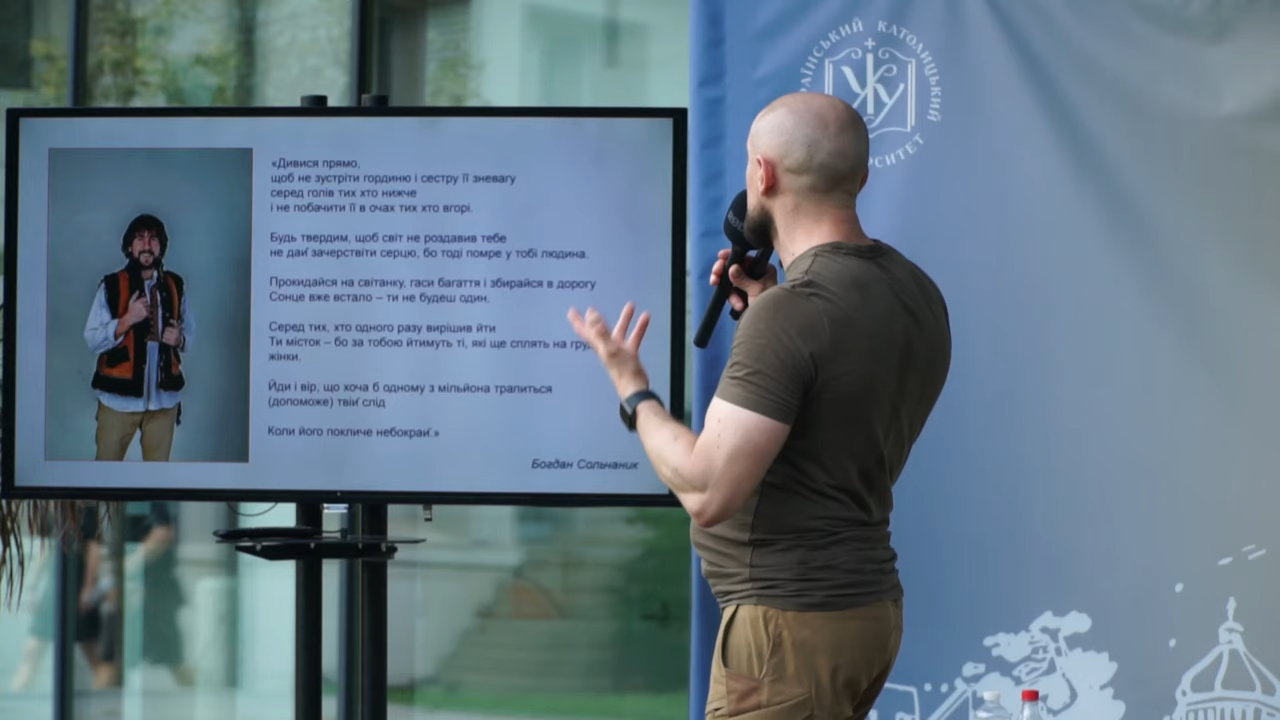 «Дивися прямо,
щоб не зустріти гординю і сестру її зневагу
серед голів тих хто нижче
і не побачити її в очах тих хто вгорі.
Будь твердим, щоб світ не роздавив тебе
не дай зачерствіти серцю, бо тоді помре у тобі людина.
Прокидайся на світанку, гаси багаття і збирайся в дорогу
Сонце вже встало – ти не будеш один.
Серед тих, хто одного разу вирішив йти
Ти місток – бо за тобою йтимуть ті, які ще сплять на
жінки.
Йди і вір, що хоча б одному з мільйона трапиться
(допоможе) твій слід
Коли його покличе небокрай.»
Богдан Сольчаник
КАТОЛИЦЬКИЙ
УКУ